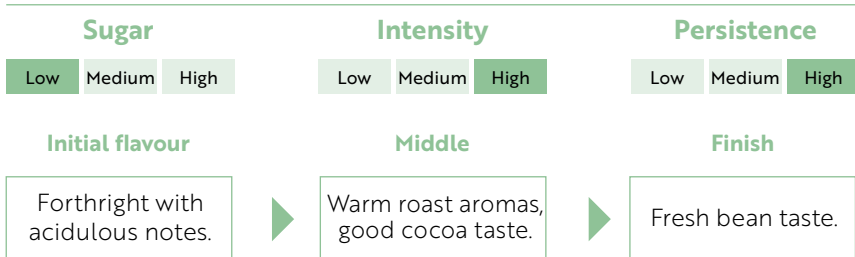 Sugar
Intensity
Persistence
Low Medium High
Low Medium High
Low Medium High
Initial flavour
Middle
Finish
Forthright with
acidulous notes.
Warm roast aromas,
good cocoa taste.
Fresh bean taste.